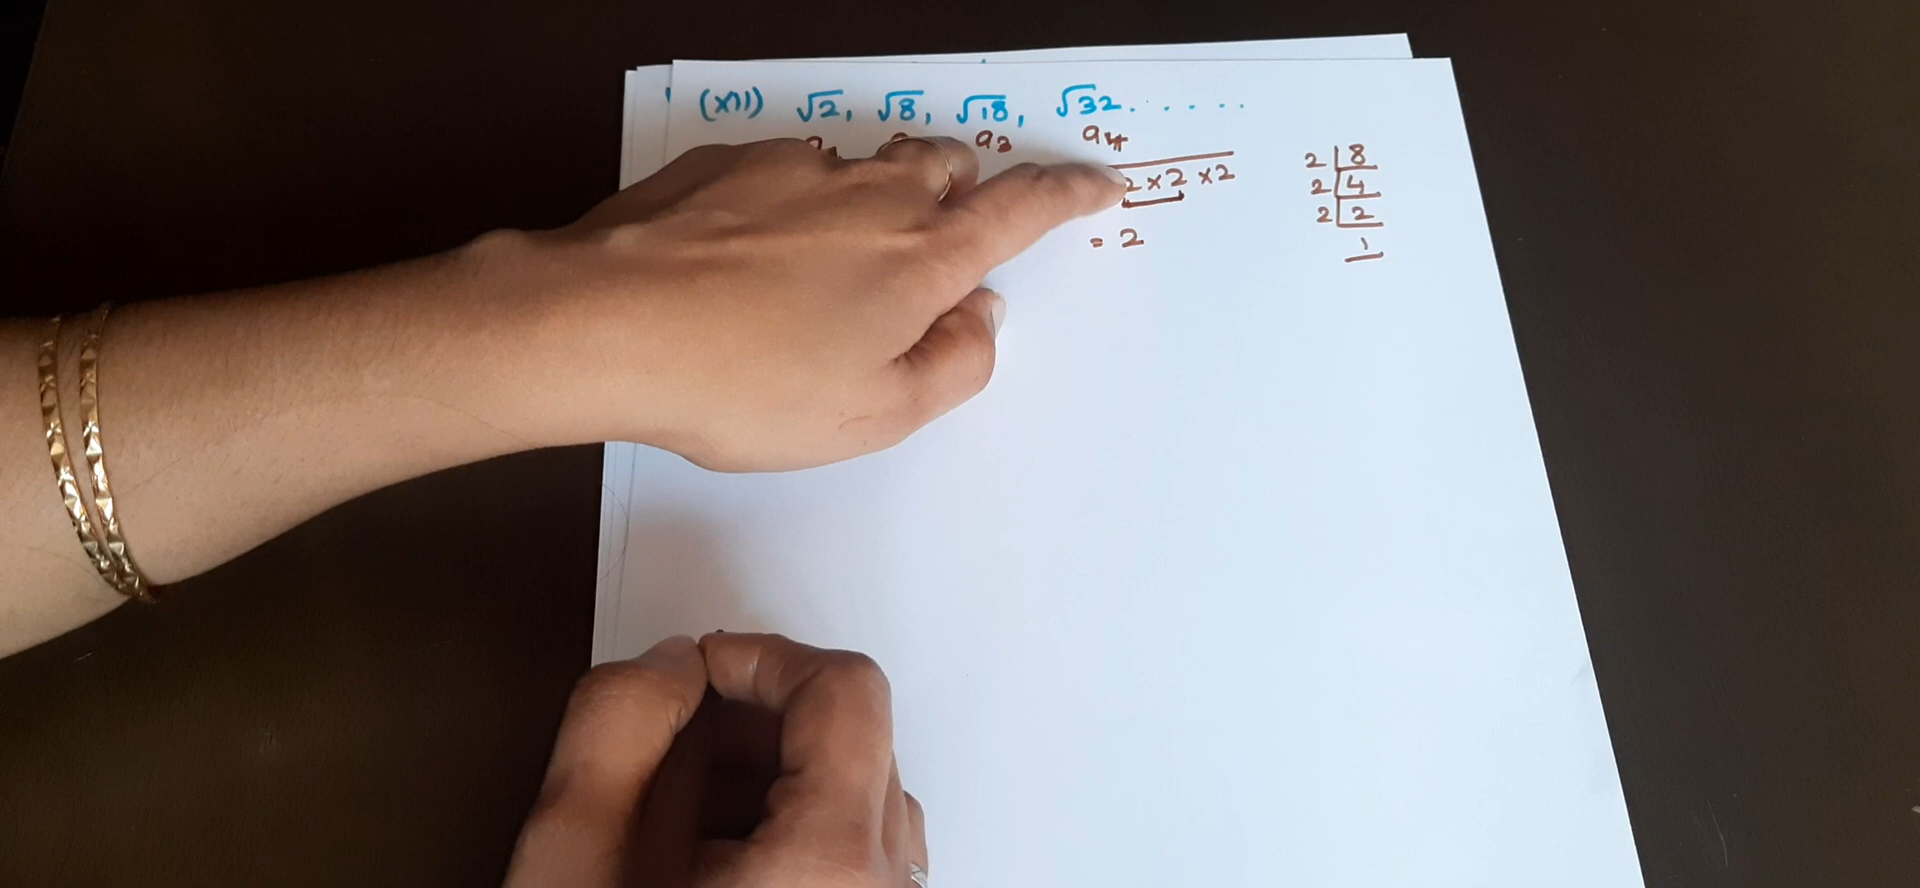 (xii) √2, √8, √18, √32......
a₃ a₄
2×2×2
= 2
2 | 8
2 | 4
2 | 2
1